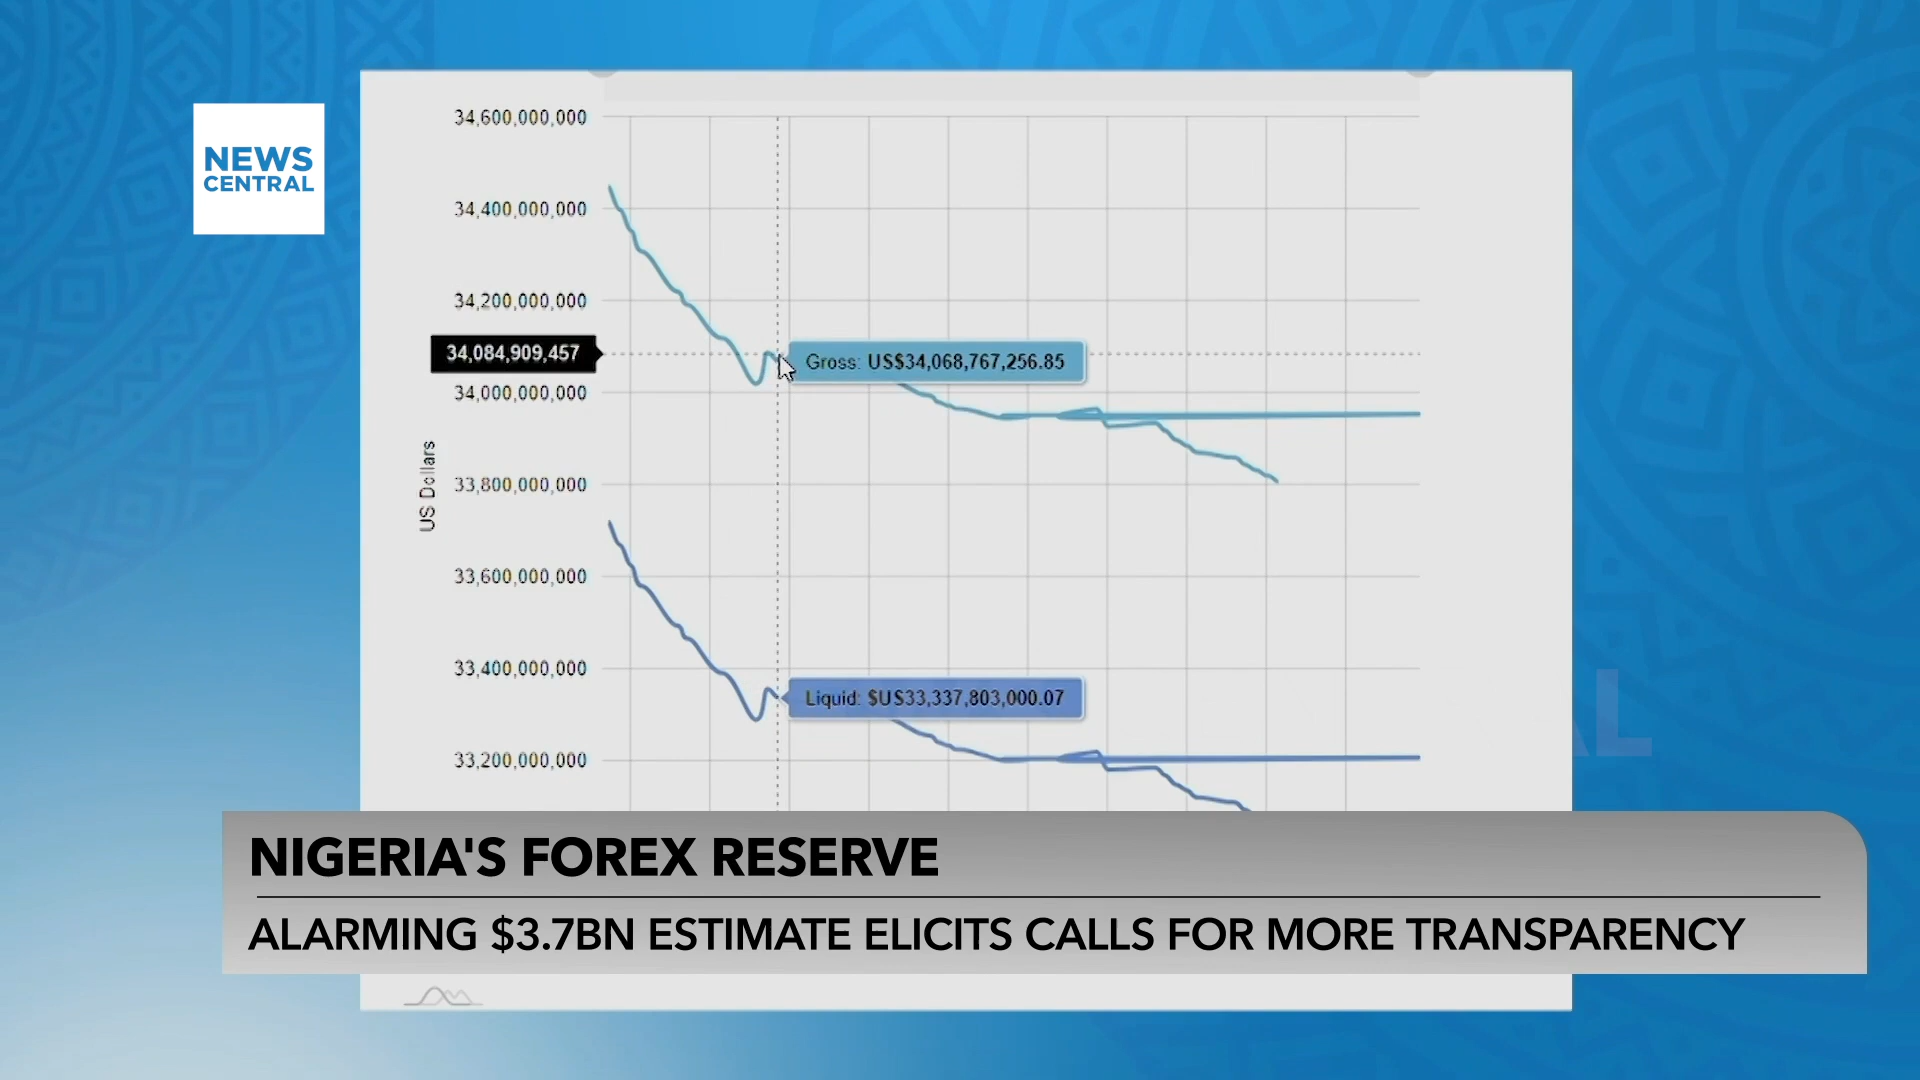 NEWS
CENTRAL
34,600,000,000
34,400,000,000
34,200,000,000
34,084,909,457
Gross: US$34,068,767,256.85
34,000,000,000
US Dollars
33,800,000,000
33,600,000,000
33,400,000,000
Liquid: $US33,337,803,000.07
33,200,000,000
AL
NIGERIA'S FOREX RESERVE
ALARMING $3.7BN ESTIMATE ELICITS CALLS FOR MORE TRANSPARENCY